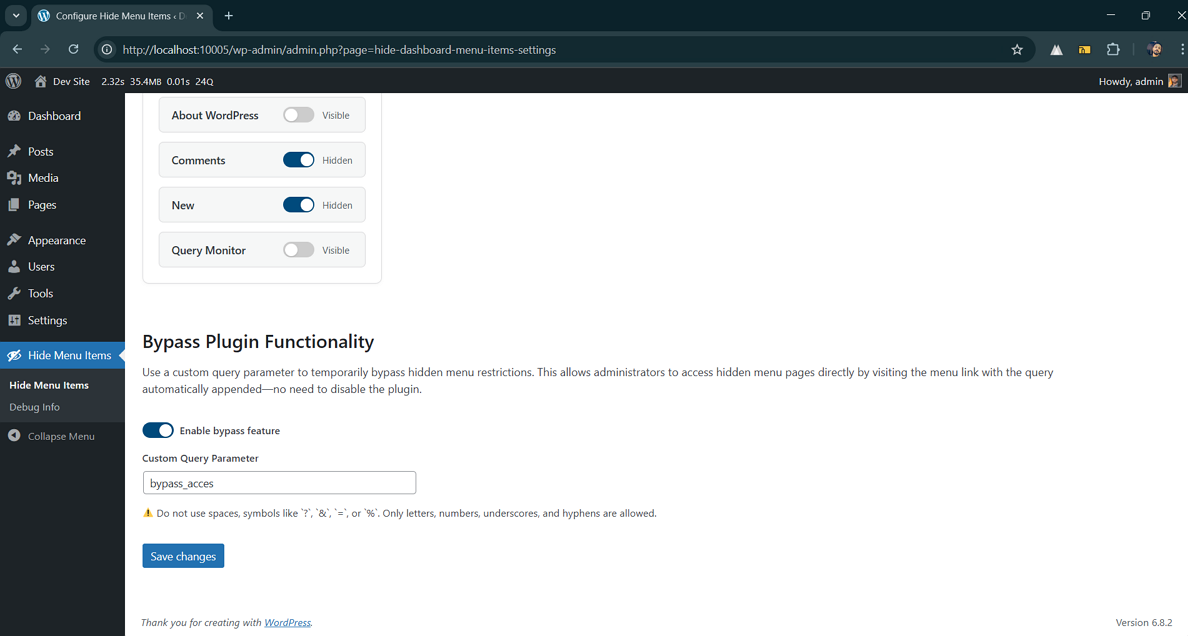 Configure Hide Menu Items ‹ D
http://localhost:10005/wp-admin/admin.php?page=hide-dashboard-menu-items-settings
Dev Site 2.32s 35.4MB 0.01s 24Q
Howdy, admin
Dashboard
Posts
Media
Pages
Appearance
Users
Tools
Settings
Hide Menu Items
Hide Menu Items
Debug Info
Collapse Menu
About WordPress Visible
Comments Hidden
New Hidden
Query Monitor Visible
Bypass Plugin Functionality
Use a custom query parameter to temporarily bypass hidden menu restrictions. This allows administrators to access hidden menu pages directly by visiting the menu link with the query
automatically appended—no need to disable the plugin.
Enable bypass feature
Custom Query Parameter
bypass_acces
⚠ Do not use spaces, symbols like `?`, `&`, `=`, or `%`. Only letters, numbers, underscores, and hyphens are allowed.
Save changes
Thank you for creating with WordPress.
Version 6.8.2